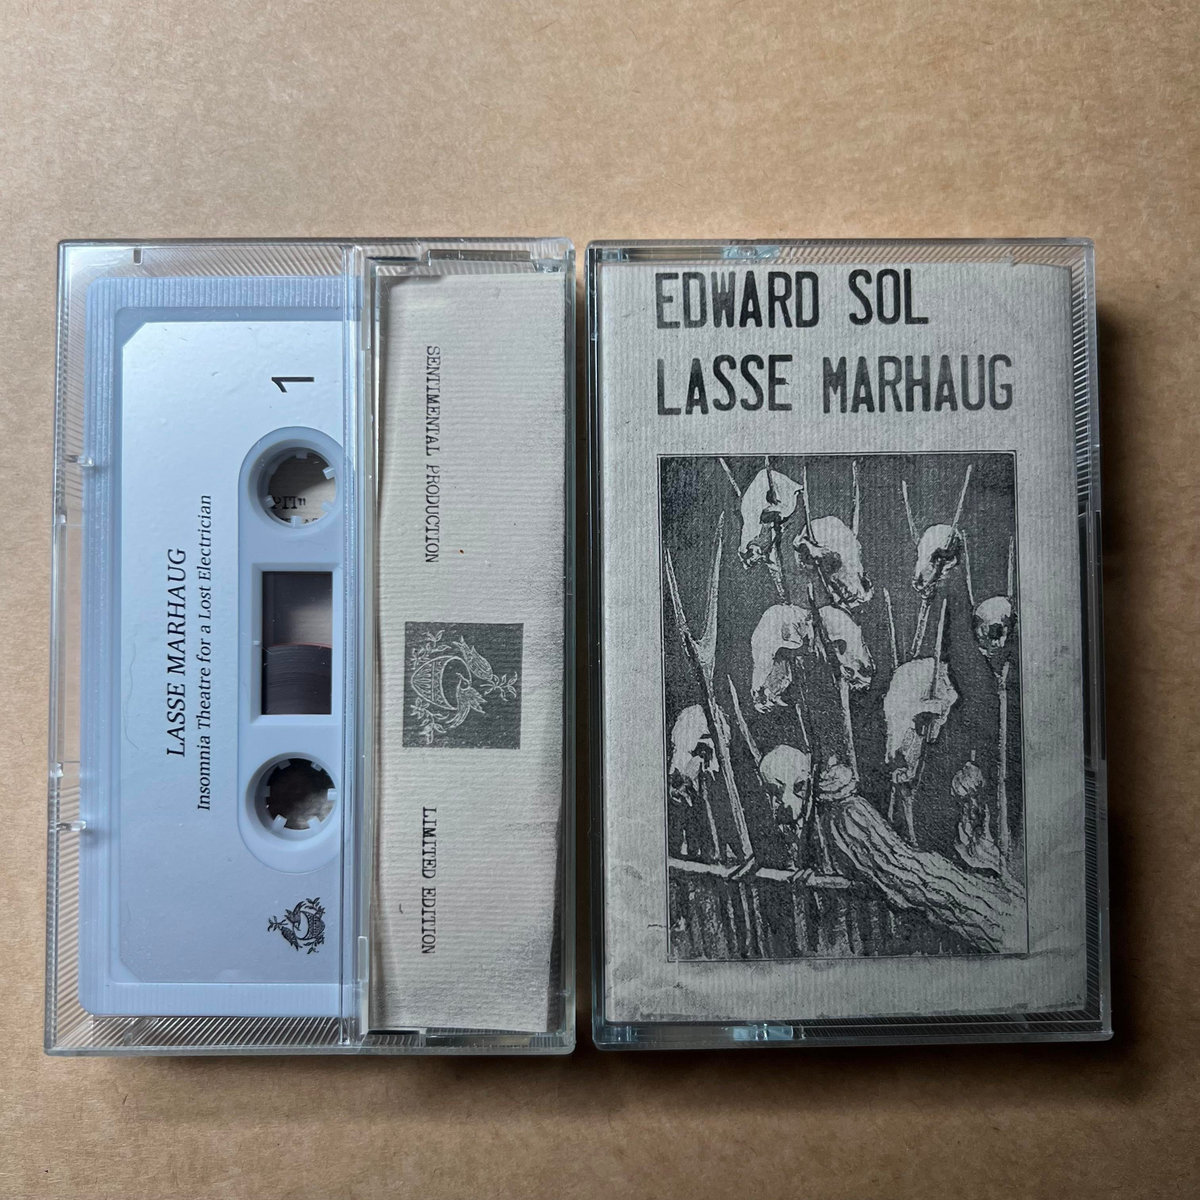 1
LASSE MARHAUG
Insomnia Theatre for a Lost Electrician
SENTIMENTAL PRODUCTION
LIMITED EDITION
EDWARD SOL
LASSE MARHAUG